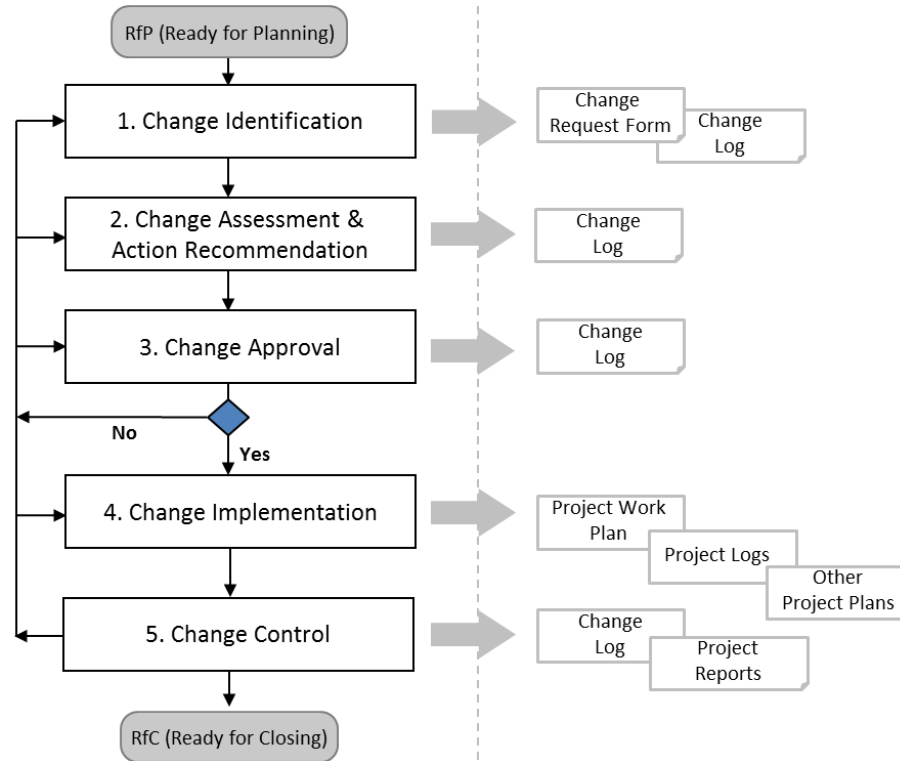 RfP (Ready for Planning)
1. Change Identification
Change
Request Form
Change
Log
2. Change Assessment &
Action Recommendation
Change
Log
3. Change Approval
Change
Log
No
Yes
4. Change Implementation
Project Work
Plan
Project Logs
Other
Project Plans
5. Change Control
Change
Log
Project
Reports
RfC (Ready for Closing)